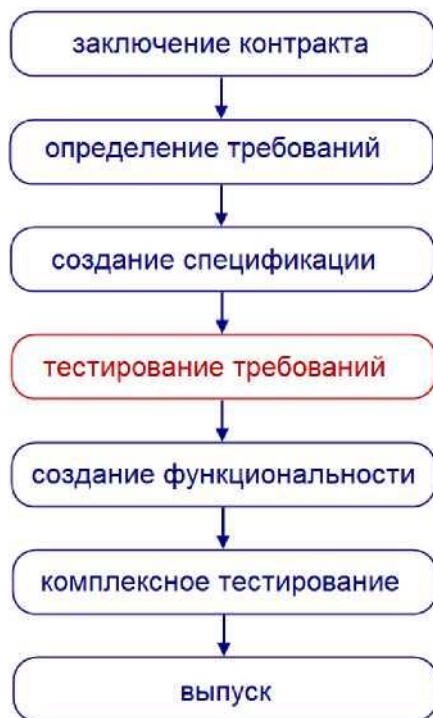 заключение контракта
определение требований
создание спецификации
тестирование требований
создание функциональности
комплексное тестирование
выпуск